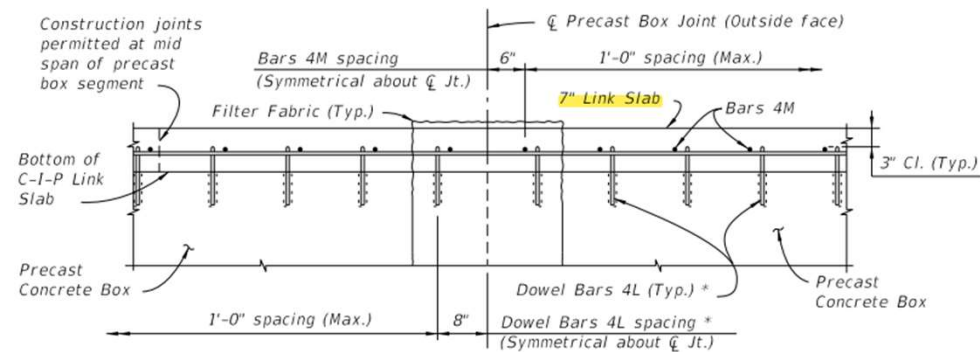 Construction joints
permitted at mid
span of precast
box segment
℄ Precast Box Joint (Outside face)
Bars 4M spacing
(Symmetrical about ℄ Jt.)
6"
1'-0" spacing (Max.)
7" Link Slab
Bars 4M
Filter Fabric (Typ.)
Bottom of
C-I-P Link
Slab
3" Cl. (Typ.)
Precast
Concrete Box
Dowel Bars 4L (Typ.) *
Precast
Concrete Box
1'-0" spacing (Max.)
8"
Dowel Bars 4L spacing *
(Symmetrical about ℄ Jt.)